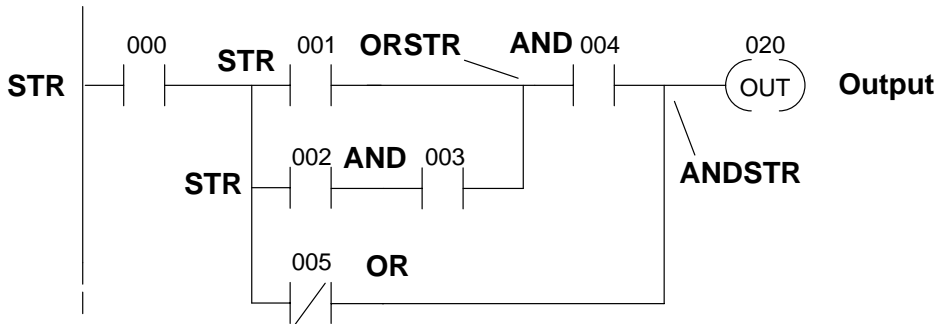 000 STR 001 ORSTR AND 004 020
STR OUT Output
002 AND 003
STR ANDSTR
005 OR